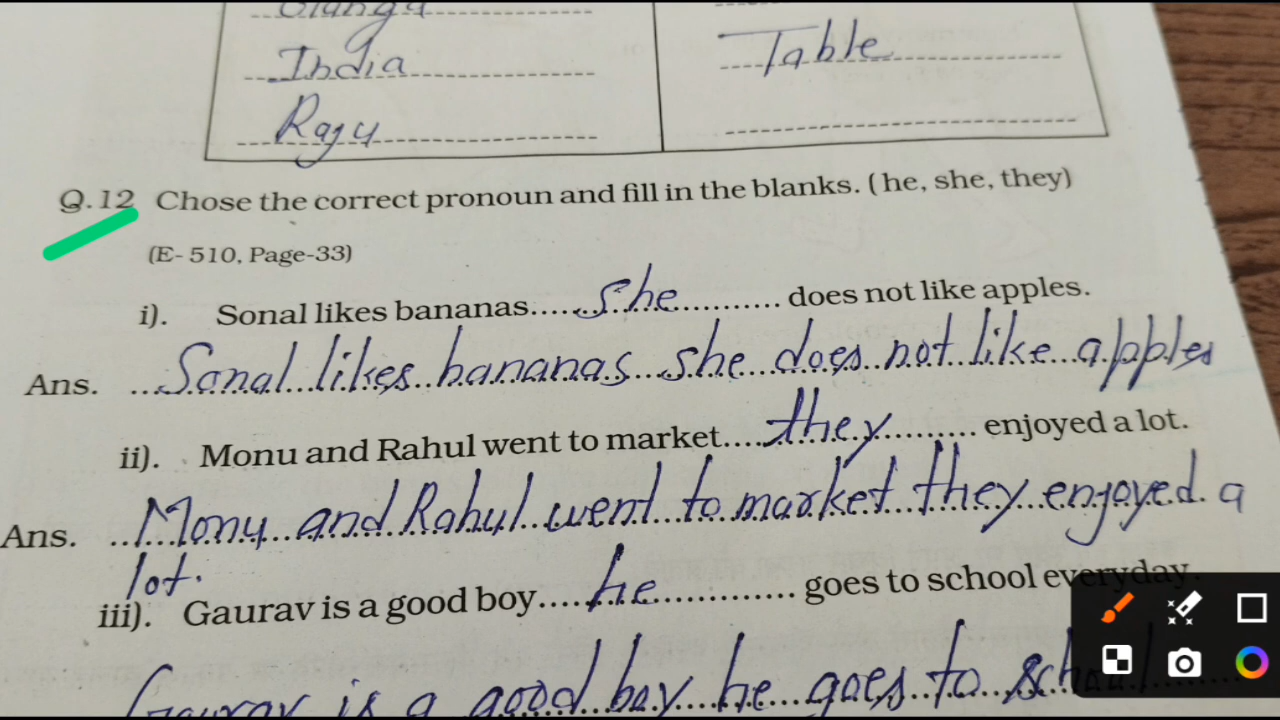 India
Table
Raju
Q.12 Chose the correct pronoun and fill in the blanks. (he, she, they)
(E- 510, Page-33)
i). Sonal likes bananas.....she.......... does not like apples.
Ans. ...Sonal likes bananas she does not like apples
ii). Monu and Rahul went to market....they......... enjoyed a lot.
Ans. ...Monu and Rahul went to market they enjoyed a
lot.
iii). Gaurav is a good boy.....he............. goes to school everyday.
Gaurav is a good boy he goes to school